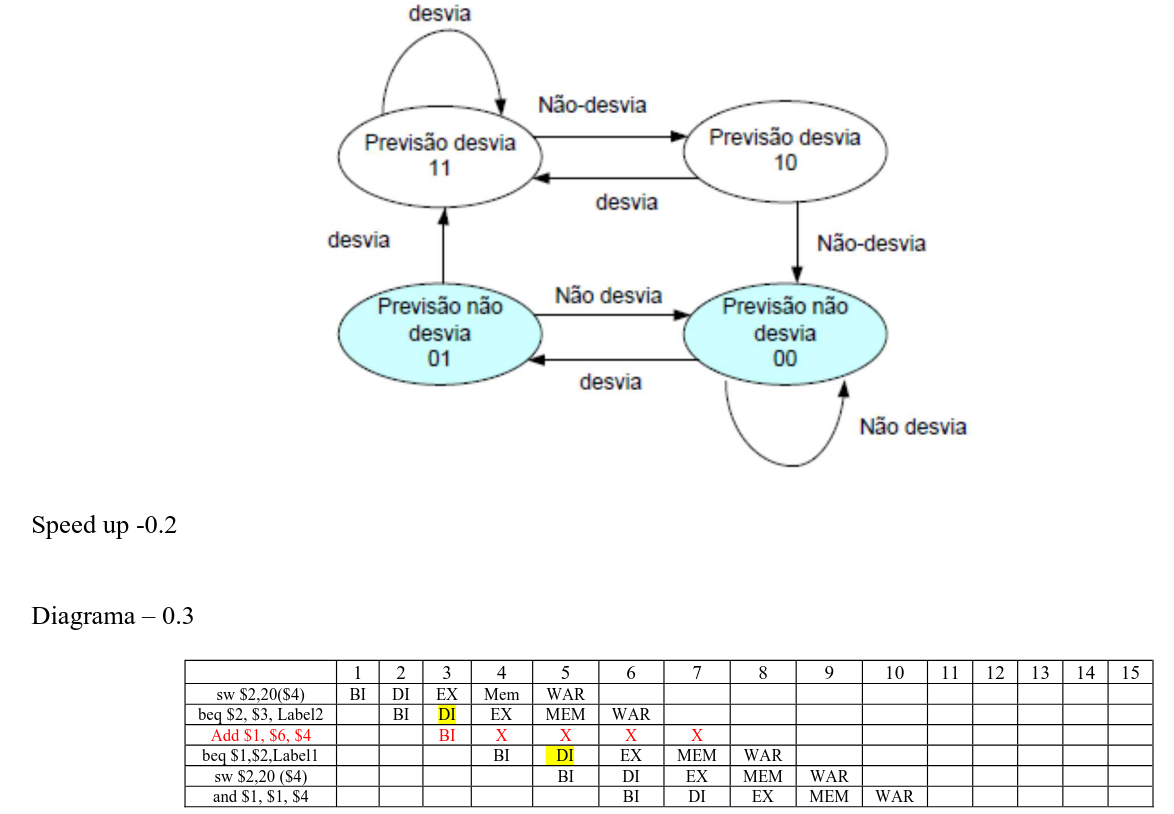 desvia
Não-desvia
Previsão desvia
11
Previsão desvia
10
desvia
desvia
Não-desvia
Não desvia
Previsão não
desvia
01
Previsão não
desvia
00
desvia
Não desvia
Speed up -0.2
Diagrama – 0.3
1 2 3 4 5 6 7 8 9 10 11 12 13 14 15
sw $2,20($4) BI DI EX Mem WAR
beq $2, $3, Label2 BI DI EX MEM WAR
Add $1, $6, $4 BI X X X X
beq $1,$2,Label1 BI DI EX MEM WAR
sw $2,20 ($4) BI DI EX MEM WAR
and $1, $1, $4 BI DI EX MEM WAR